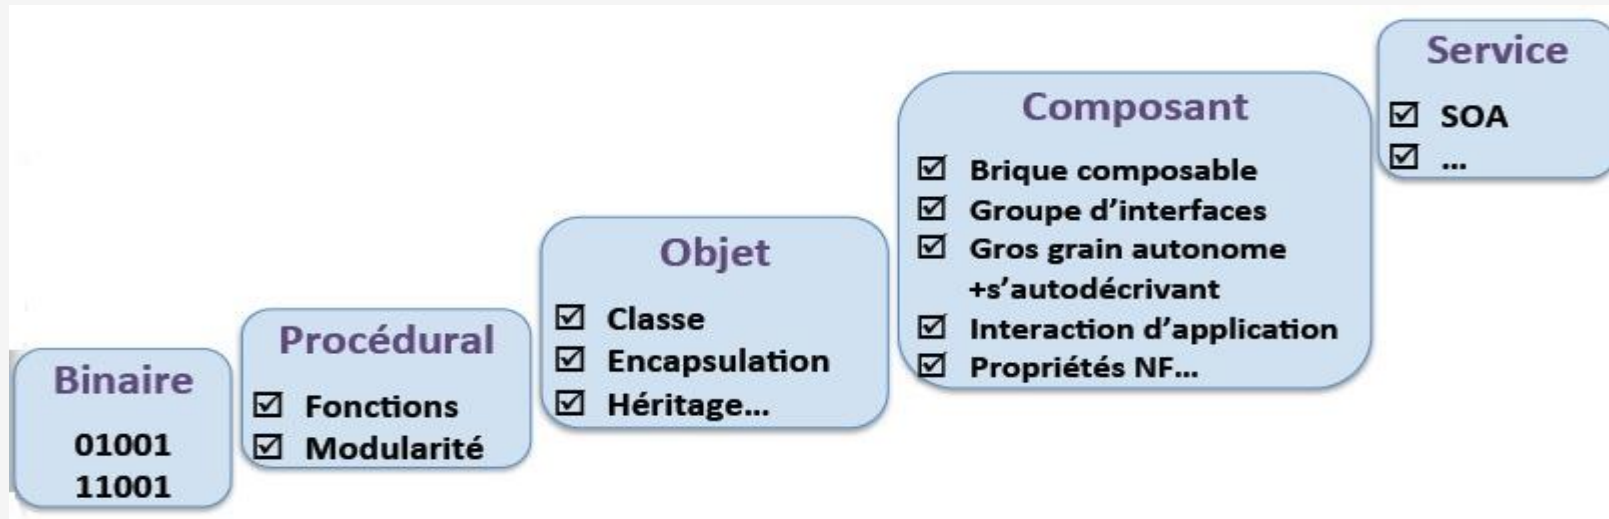 Binaire
01001
11001
Procédural
☑ Fonctions
☑ Modularité
Objet
☑ Classe
☑ Encapsulation
☑ Héritage...
Composant
☑ Brique composable
☑ Groupe d’interfaces
☑ Gros grain autonome
+s’autodécrivant
☑ Interaction d’application
☑ Propriétés NF...
Service
☑ SOA
☑ ...